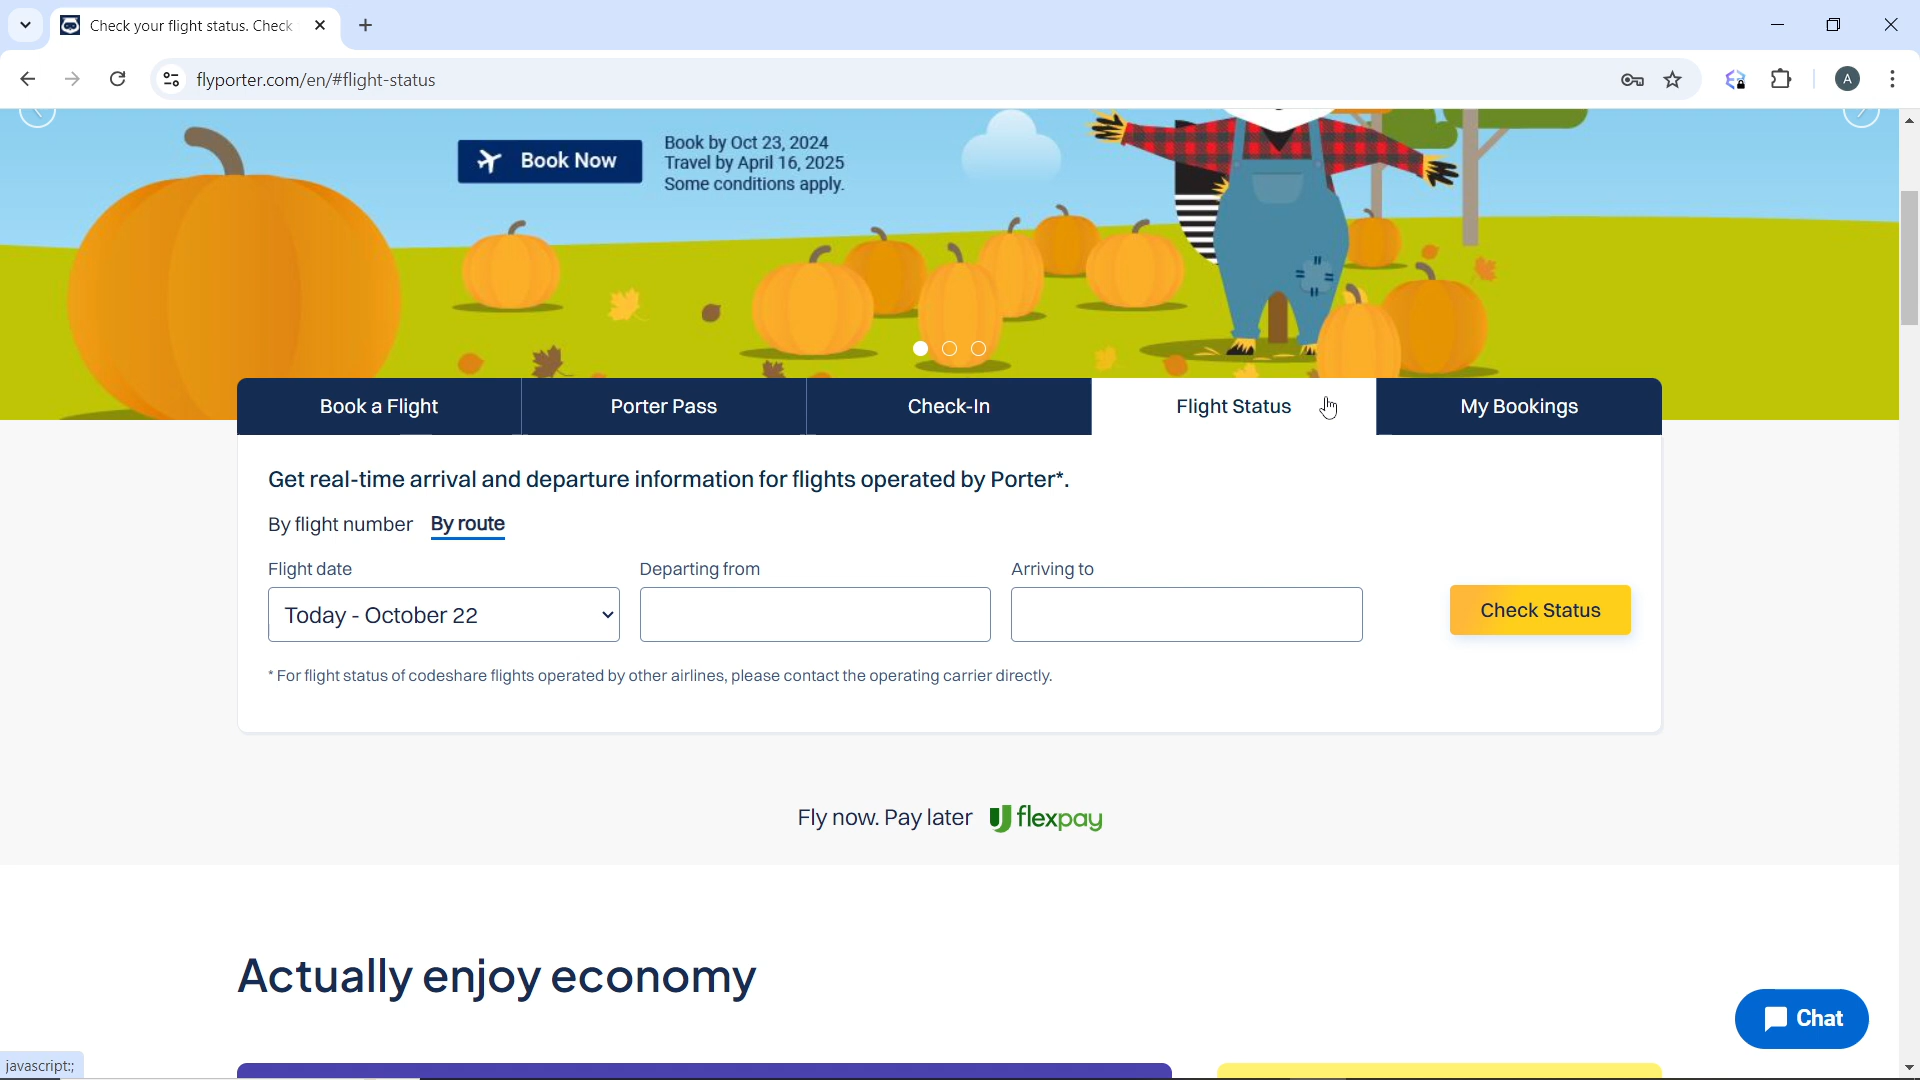 Check your flight status. Check
flyporter.com/en/#flight-status
A
Book Now
Book by Oct 23, 2024
Travel by April 16, 2025
Some conditions apply.
Book a Flight
Porter Pass
Check-In
Flight Status
My Bookings
Get real-time arrival and departure information for flights operated by Porter*.
By flight number By route
Flight date
Departing from
Arriving to
Today - October 22
Check Status
* For flight status of codeshare flights operated by other airlines, please contact the operating carrier directly.
Fly now. Pay later flexpay
Actually enjoy economy
Chat
javascript:;